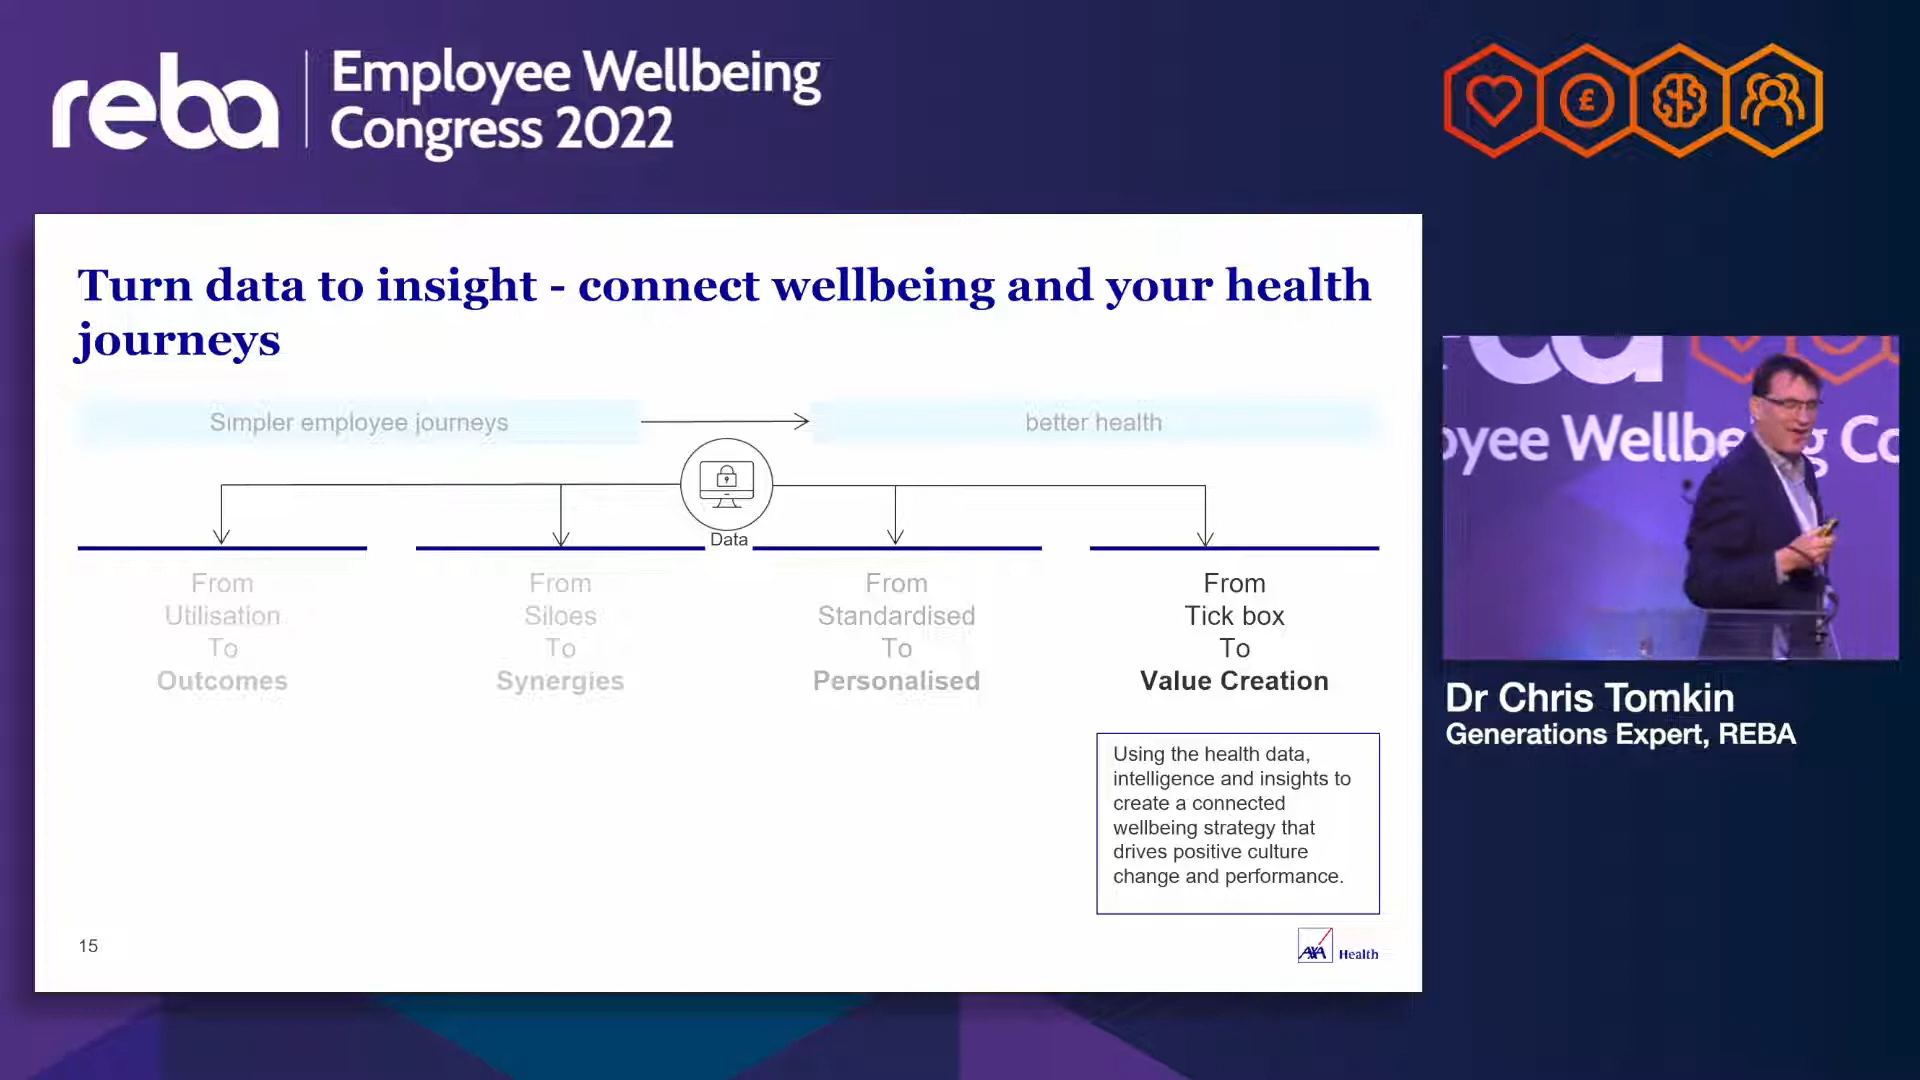 reba
Employee Wellbeing
Congress 2022
£
Turn data to insight - connect wellbeing and your health
journeys
Simpler employee journeys
better health
Data
From
Utilisation
To
Outcomes
From
Siloes
To
Synergies
From
Standardised
To
Personalised
From
Tick box
To
Value Creation
Using the health data,
intelligence and insights to
create a connected
wellbeing strategy that
drives positive culture
change and performance.
15
AXA
Health
oyee Wellbe g Co
Dr Chris Tomkin
Generations Expert, REBA